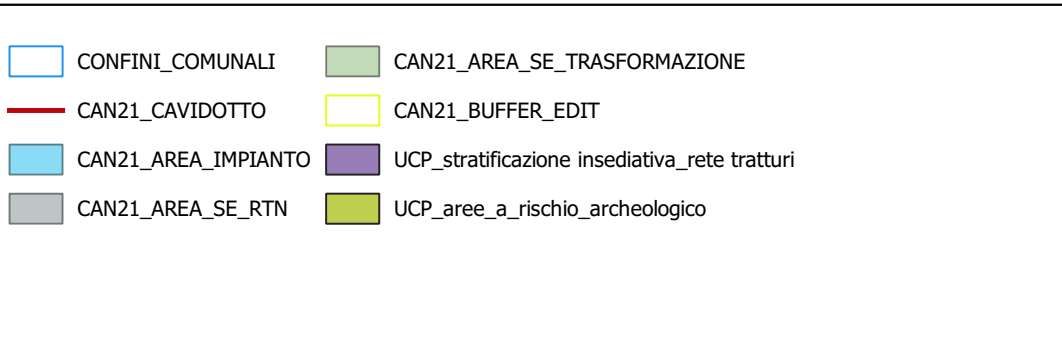 CONFINI_COMUNALI
CAN21_CAVIDOTTO
CAN21_AREA_IMPIANTO
CAN21_AREA_SE_RTN
CAN21_AREA_SE_TRASFORMAZIONE
CAN21_BUFFER_EDIT
UCP_stratificazione insediativa_rete tratturi
UCP_aree_a_rischio_archeologico